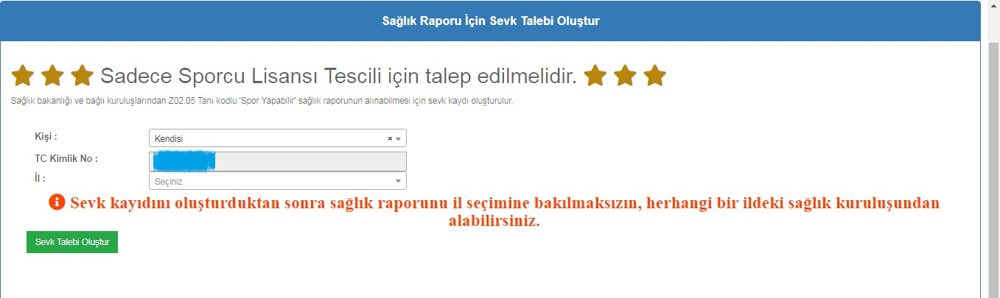 Sağlık Raporu İçin Sevk Talebi Oluştur
Sadece Sporcu Lisansı Tescili için talep edilmelidir.
Sağlık bakanlığı ve bağlı kuruluşlarından Z02.05 Tanı kodlu 'Spor Yapabilir' sağlık raporunun alınabilmesi için sevk kaydı oluşturulur.
Kişi : Kendisi ×
TC Kimlik No :
İl : Seçiniz
Sevk kayıdını oluşturduktan sonra sağlık raporunu il seçimine bakılmaksızın, herhangi bir ildeki sağlık kuruluşundan
alabilirsiniz.
Sevk Talebi Oluştur